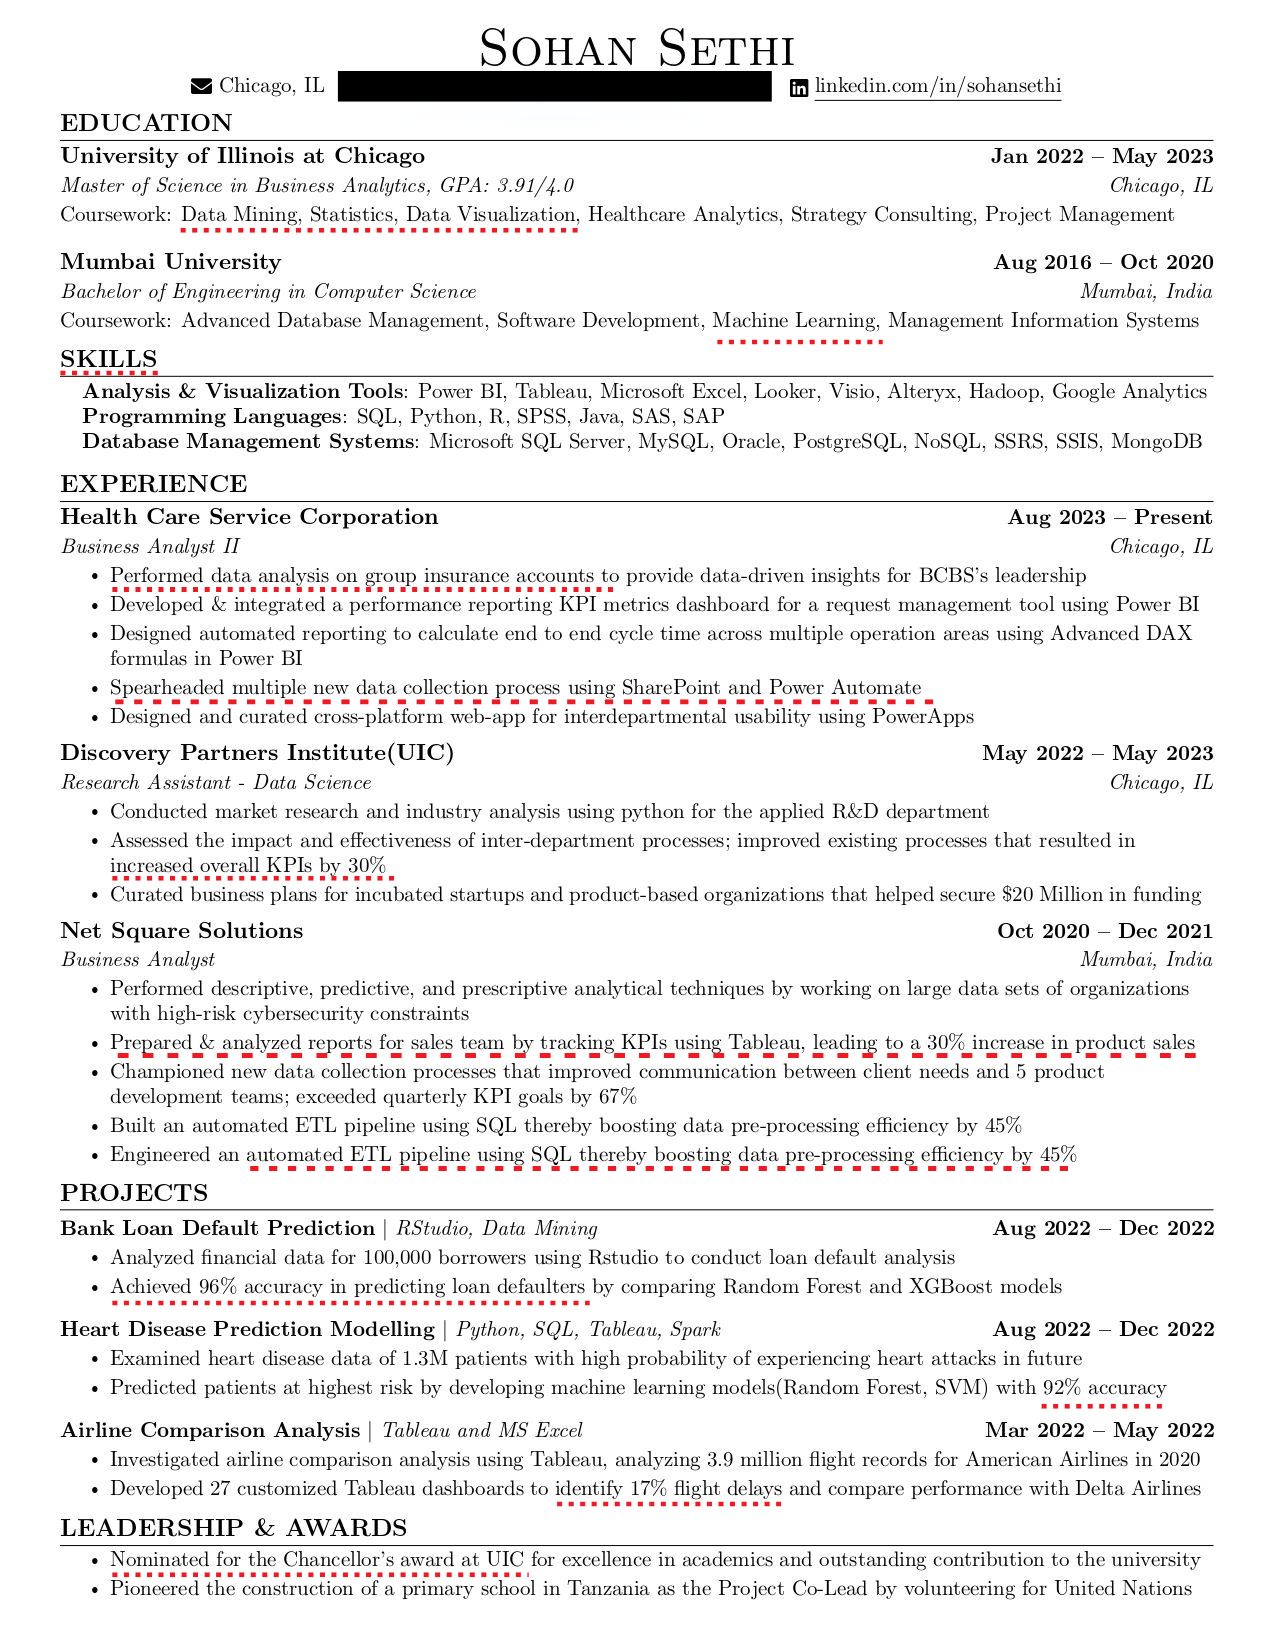 SOHAN SETHI
Chicago, IL linkedin.com/in/sohansethi
EDUCATION
University of Illinois at Chicago Jan 2022 – May 2023
Master of Science in Business Analytics, GPA: 3.91/4.0 Chicago, IL
Coursework: Data Mining, Statistics, Data Visualization, Healthcare Analytics, Strategy Consulting, Project Management
Mumbai University Aug 2016 – Oct 2020
Bachelor of Engineering in Computer Science Mumbai, India
Coursework: Advanced Database Management, Software Development, Machine Learning, Management Information Systems
SKILLS
Analysis & Visualization Tools: Power BI, Tableau, Microsoft Excel, Looker, Visio, Alteryx, Hadoop, Google Analytics
Programming Languages: SQL, Python, R, SPSS, Java, SAS, SAP
Database Management Systems: Microsoft SQL Server, MySQL, Oracle, PostgreSQL, NoSQL, SSRS, SSIS, MongoDB
EXPERIENCE
Health Care Service Corporation Aug 2023 – Present
Business Analyst II Chicago, IL
• Performed data analysis on group insurance accounts to provide data-driven insights for BCBS's leadership
• Developed & integrated a performance reporting KPI metrics dashboard for a request management tool using Power BI
• Designed automated reporting to calculate end to end cycle time across multiple operation areas using Advanced DAX
formulas in Power BI
• Spearheaded multiple new data collection process using SharePoint and Power Automate
• Designed and curated cross-platform web-app for interdepartmental usability using PowerApps
Discovery Partners Institute(UIC) May 2022 – May 2023
Research Assistant - Data Science Chicago, IL
• Conducted market research and industry analysis using python for the applied R&D department
• Assessed the impact and effectiveness of inter-department processes; improved existing processes that resulted in
increased overall KPIs by 30%
• Curated business plans for incubated startups and product-based organizations that helped secure $20 Million in funding
Net Square Solutions Oct 2020 – Dec 2021
Business Analyst Mumbai, India
• Performed descriptive, predictive, and prescriptive analytical techniques by working on large data sets of organizations
with high-risk cybersecurity constraints
• Prepared & analyzed reports for sales team by tracking KPIs using Tableau, leading to a 30% increase in product sales
• Championed new data collection processes that improved communication between client needs and 5 product
development teams; exceeded quarterly KPI goals by 67%
• Built an automated ETL pipeline using SQL thereby boosting data pre-processing efficiency by 45%
• Engineered an automated ETL pipeline using SQL thereby boosting data pre-processing efficiency by 45%
PROJECTS
Bank Loan Default Prediction | RStudio, Data Mining Aug 2022 – Dec 2022
• Analyzed financial data for 100,000 borrowers using Rstudio to conduct loan default analysis
• Achieved 96% accuracy in predicting loan defaulters by comparing Random Forest and XGBoost models
Heart Disease Prediction Modelling | Python, SQL, Tableau, Spark Aug 2022 – Dec 2022
• Examined heart disease data of 1.3M patients with high probability of experiencing heart attacks in future
• Predicted patients at highest risk by developing machine learning models(Random Forest, SVM) with 92% accuracy
Airline Comparison Analysis | Tableau and MS Excel Mar 2022 – May 2022
• Investigated airline comparison analysis using Tableau, analyzing 3.9 million flight records for American Airlines in 2020
• Developed 27 customized Tableau dashboards to identify 17% flight delays and compare performance with Delta Airlines
LEADERSHIP & AWARDS
• Nominated for the Chancellor's award at UIC for excellence in academics and outstanding contribution to the university
• Pioneered the construction of a primary school in Tanzania as the Project Co-Lead by volunteering for United Nations